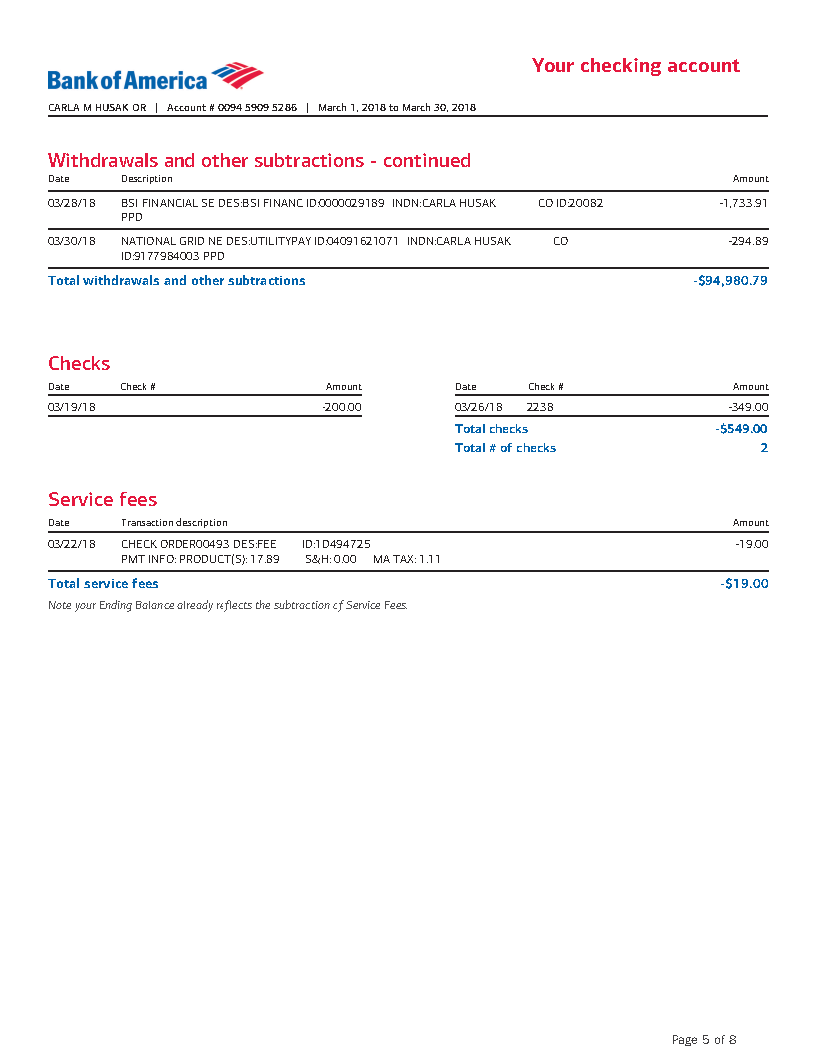 Bank of America
Your checking account
CARLA M HUSAK OR | Account # 0094 5909 5286 | March 1, 2018 to March 30, 2018
Withdrawals and other subtractions - continued
Date Description Amount
03/28/18 BSI FINANCIAL SE DES:BSI FINANC ID:0000029189 INDN:CARLA HUSAK CO ID:20082 -1,733.91
PPD
03/30/18 NATIONAL GRID NE DES:UTILITYPAY ID:04091621071 INDN:CARLA HUSAK CO -294.89
ID:9177984003 PPD
Total withdrawals and other subtractions -$94,980.79
Checks
Date Check # Amount Date Check # Amount
03/19/18 -200.00 03/26/18 2238 -349.00
Total checks -$549.00
Total # of checks 2
Service fees
Date Transaction description Amount
03/22/18 CHECK ORDER00493 DES:FEE ID:1D494725 -19.00
PMT INFO: PRODUCT(S): 17.89 S&H: 0.00 MA TAX: 1.11
Total service fees -$19.00
Note your Ending Balance already reflects the subtraction of Service Fees.
Page 5 of 8